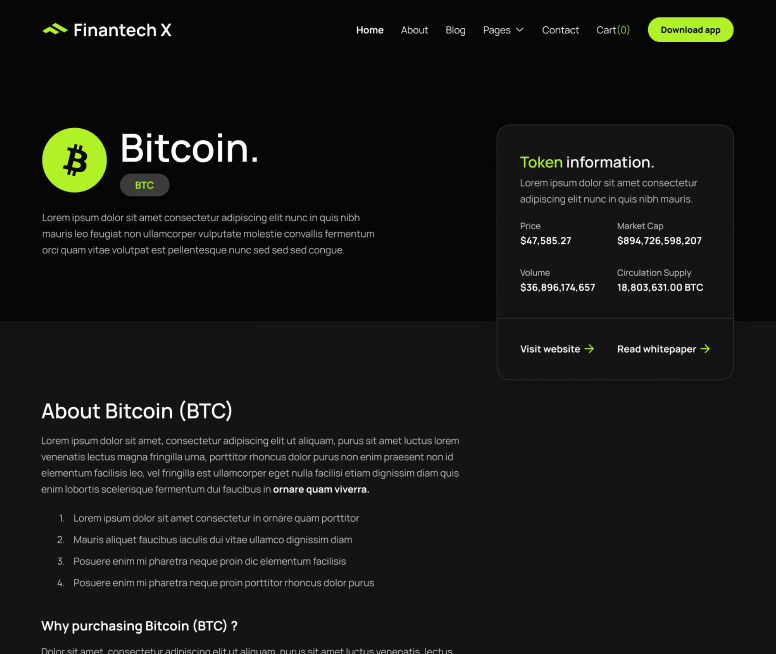 Finantech X
Home About Blog Pages Contact Cart(0) Download app
Bitcoin.
BTC
Lorem ipsum dolor sit amet consectetur adipiscing elit nunc in quis nibh
mauris leo feugiat non ullamcorper vulputate molestie convallis fermentum
orci quam vitae volutpat est pellentesque nunc sed sed sed congue.
Token information.
Lorem ipsum dolor sit amet consectetur
adipiscing elit nunc in quis nibh mauris.
Price
$47,585.27
Market Cap
$894,726,598,207
Volume
$36,896,174,657
Circulation Supply
18,803,631.00 BTC
Visit website
Read whitepaper
About Bitcoin (BTC)
Lorem ipsum dolor sit amet, consectetur adipiscing elit ut aliquam, purus sit amet luctus lorem
venenatis lectus magna fringilla urna, porttitor rhoncus dolor purus non enim praesent non id
elementum facilisis leo, vel fringilla est ullamcorper eget nulla facilisi etiam dignissim diam quis
enim lobortis scelerisque fermentum dui faucibus in ornare quam viverra.
1. Lorem ipsum dolor sit amet consectetur in ornare quam porttitor
2. Mauris aliquet faucibus iaculis dui vitae ullamco dignissim diam
3. Posuere enim mi pharetra neque proin dic elementum facilisis
4. Posuere enim mi pharetra neque proin porttitor rhoncus dolor purus
Why purchasing Bitcoin (BTC) ?
Dolor sit amet, consectetur adipiscing elit ut aliquam, purus sit amet luctus venenatis, lectus